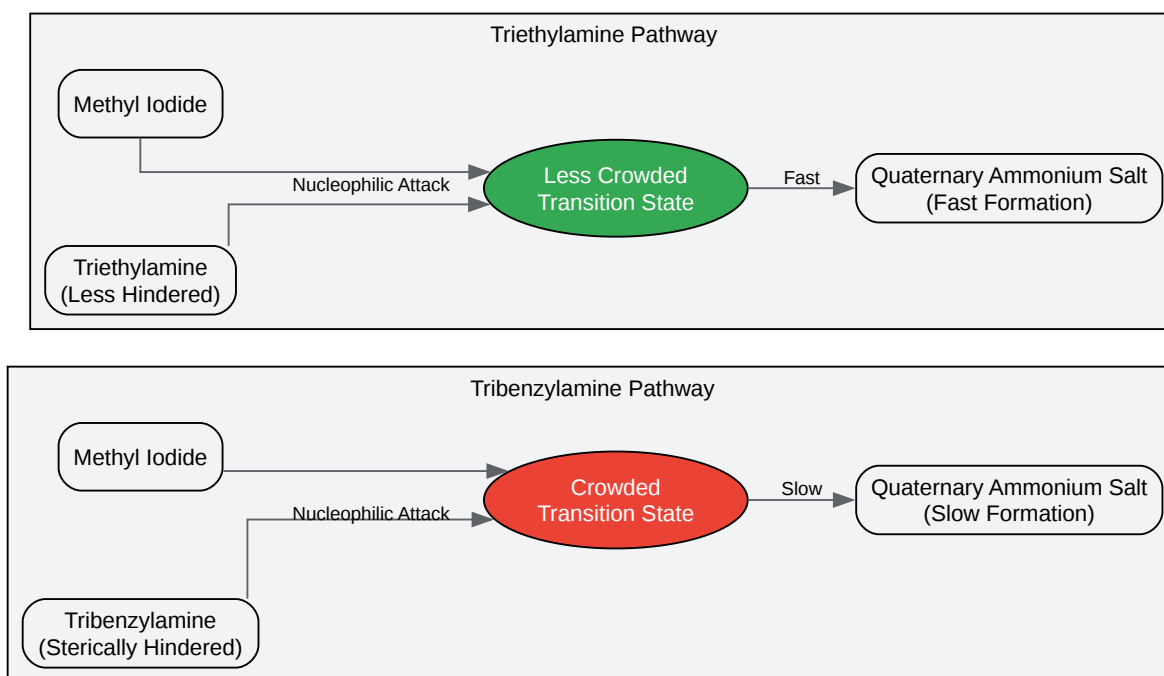 Triethylamine Pathway
Methyl Iodide
Nucleophilic Attack
Less Crowded
Transition State
Fast
Quaternary Ammonium Salt
(Fast Formation)
Triethylamine
(Less Hindered)
Tribenzylamine Pathway
Methyl Iodide
Nucleophilic Attack
Crowded
Transition State
Slow
Quaternary Ammonium Salt
(Slow Formation)
Tribenzylamine
(Sterically Hindered)